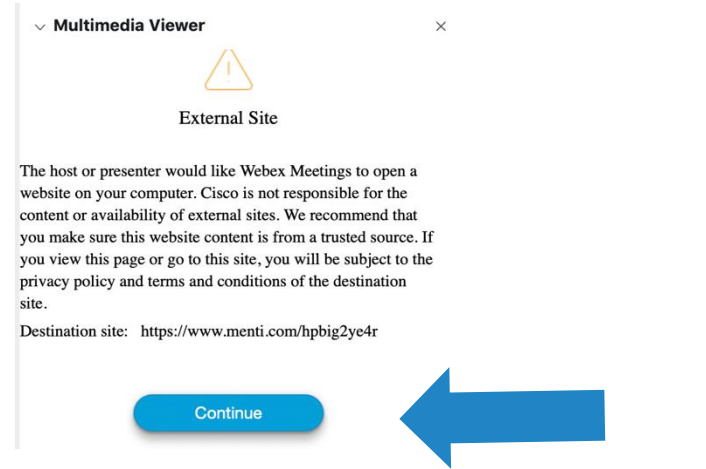 Multimedia Viewer
External Site
The host or presenter would like Webex Meetings to open a
website on your computer. Cisco is not responsible for the
content or availability of external sites. We recommend that
you make sure this website content is from a trusted source. If
you view this page or go to this site, you will be subject to the
privacy policy and terms and conditions of the destination
site.
Destination site: https://www.menti.com/hpbig2ye4r
Continue